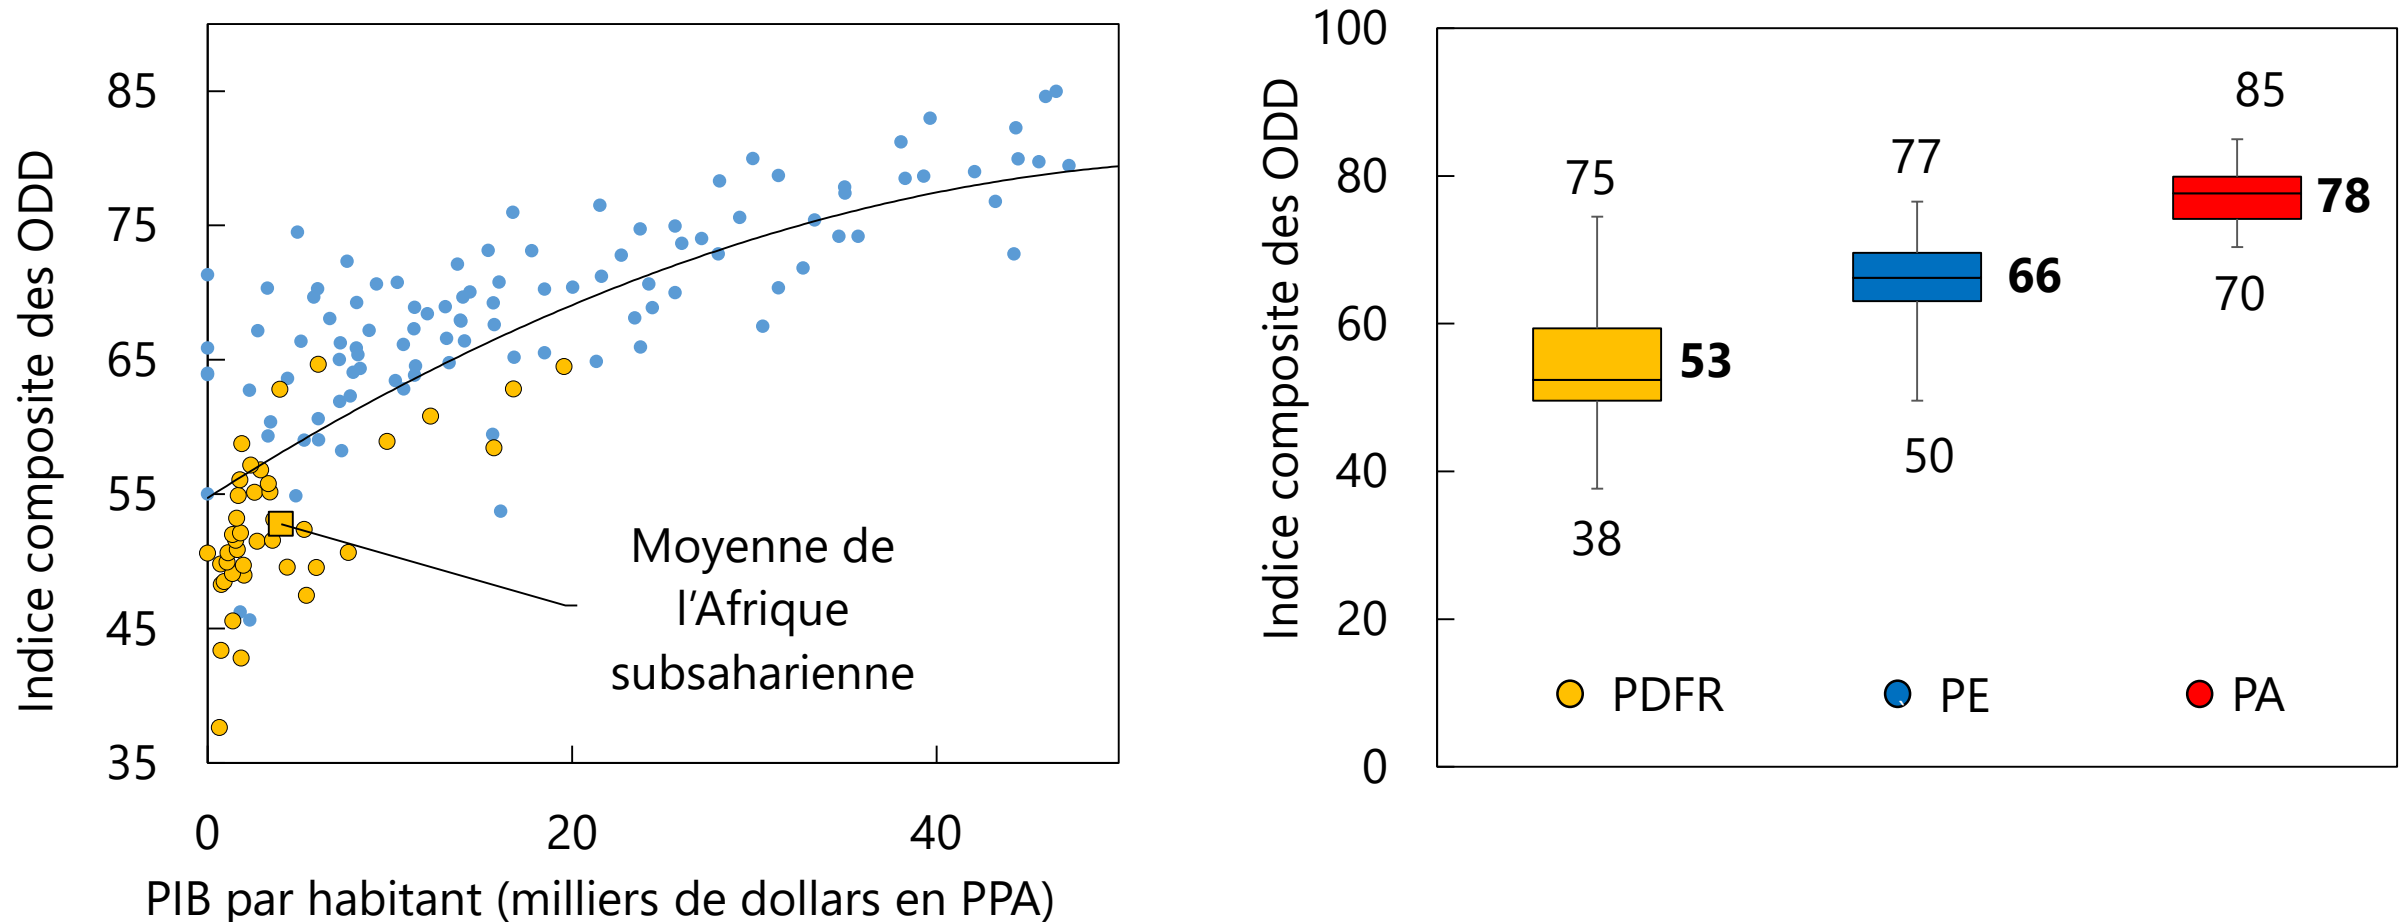 Indice composite des ODD
85
75
65
55
45
35
Moyenne de
l’Afrique
subsaharienne
0 20 40
PIB par habitant (milliers de dollars en PPA)
Indice composite des ODD
100
80
60
40
20
0
75
53
38
77
66
50
85
78
70
PDFR PE PA